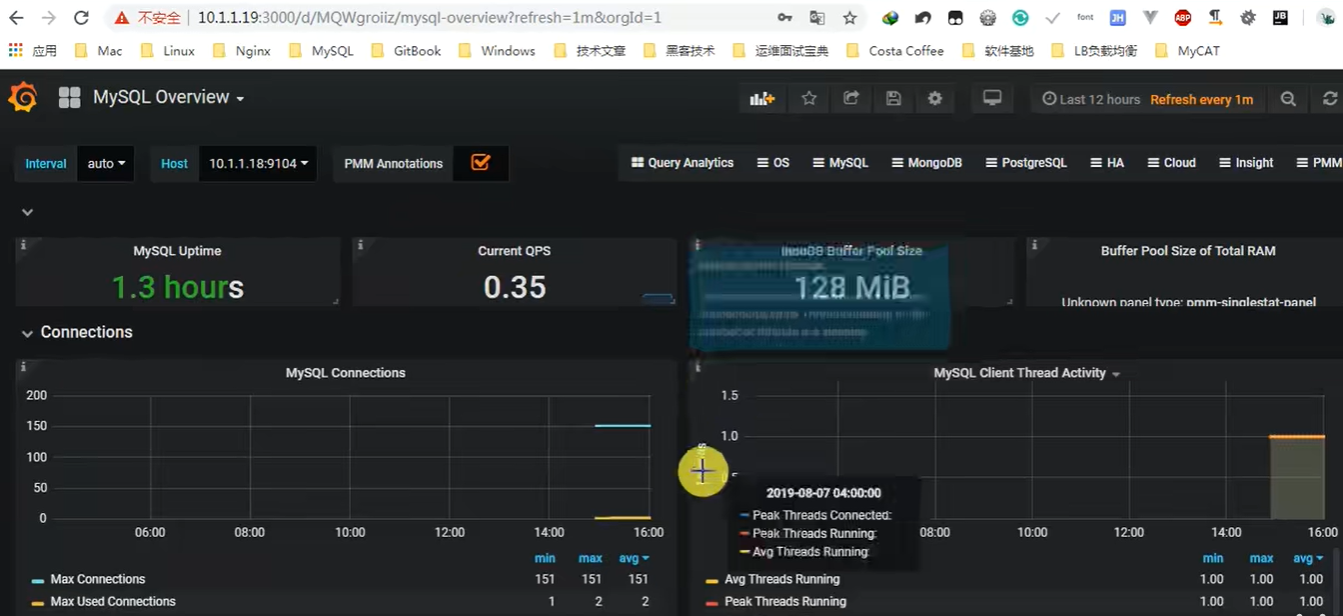 不安全 10.1.1.19:3000/d/MQWgroiiz/mysql-overview?refresh=1m&orgId=1
font JH ABP JB
应用 Mac Linux Nginx MySQL GitBook Windows 技术文章 黑客技术 运维面试宝典 Costa Coffee 软件基地 LB负载均衡 MyCAT
MySQL Overview Last 12 hours Refresh every 1m
Interval auto Host 10.1.1.18:9104 PMM Annotations Query Analytics OS MySQL MongoDB PostgreSQL HA Cloud Insight PMM
MySQL Uptime Current QPS InnoDB Buffer Pool Size Buffer Pool Size of Total RAM
1.3 hours 0.35 128 MiB
Unknown panel type: pmm-singlestat-panel
Connections
MySQL Connections
200
150
100
50
0
06:00 08:00 10:00 12:00 14:00 16:00
min max avg
Max Connections 151 151 151
Max Used Connections 1 2 2
MySQL Client Thread Activity
1.5
1.0
2019-08-07 04:00:00
Peak Threads Connected:
Peak Threads Running:
Avg Threads Running:
08:00 10:00 12:00 14:00 16:00
min max avg
Avg Threads Running 1.00 1.00 1.00
Peak Threads Running 1.00 1.00 1.00